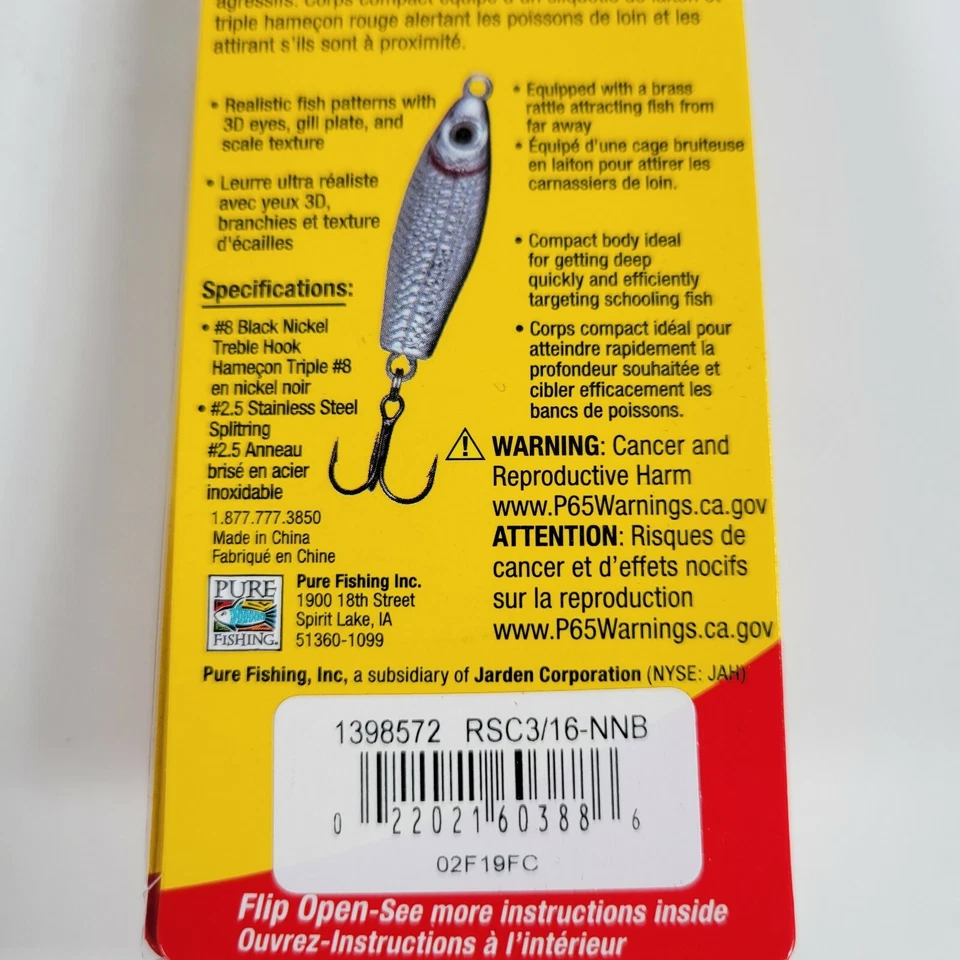 agressifs. Corps compact équipé d'un cliquetis de laiton et
triple hameçon rouge alertant les poissons de loin et les
attirant s'ils sont à proximité.
• Realistic fish patterns with
3D eyes, gill plate, and
scale texture
• Leurre ultra réaliste
avec yeux 3D,
branchies et texture
d'écailles
• Equipped with a brass
rattle attracting fish from
far away
• Équipé d'une cage bruiteuse
en laiton pour attirer les
carnassiers de loin.
• Compact body ideal
for getting deep
quickly and efficiently
targeting schooling fish
• Corps compact idéal pour
atteindre rapidement la
profondeur souhaitée et
cibler efficacement les
bancs de poissons.
Specifications:
• #8 Black Nickel
Treble Hook
Hameçon Triple #8
en nickel noir
• #2.5 Stainless Steel
Splitring
#2.5 Anneau
brisé en acier
inoxidable
1.877.777.3850
Made in China
Fabriqué en Chine
PURE
FISHING.
Pure Fishing Inc.
1900 18th Street
Spirit Lake, IA
51360-1099
WARNING: Cancer and
Reproductive Harm
www.P65Warnings.ca.gov
ATTENTION: Risques de
cancer et d'effets nocifs
sur la reproduction
www.P65Warnings.ca.gov
Pure Fishing, Inc, a subsidiary of Jarden Corporation (NYSE: JAH)
1398572 RSC3/16-NNB
0 22021 60388 6
02F19FC
Flip Open-See more instructions inside
Ouvrez-Instructions à l'intérieur